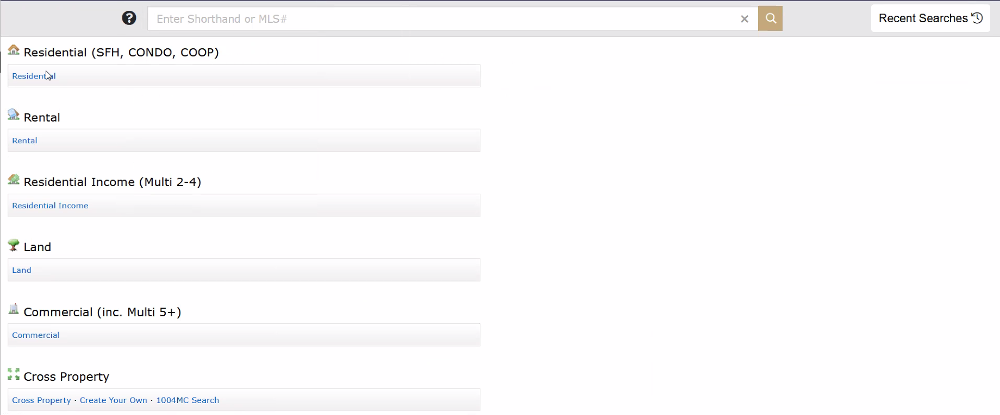 ?
Enter Shorthand or MLS#
Recent Searches
Residential (SFH, CONDO, COOP)
Residential
Rental
Rental
Residential Income (Multi 2-4)
Residential Income
Land
Land
Commercial (inc. Multi 5+)
Commercial
Cross Property
Cross Property · Create Your Own · 1004MC Search